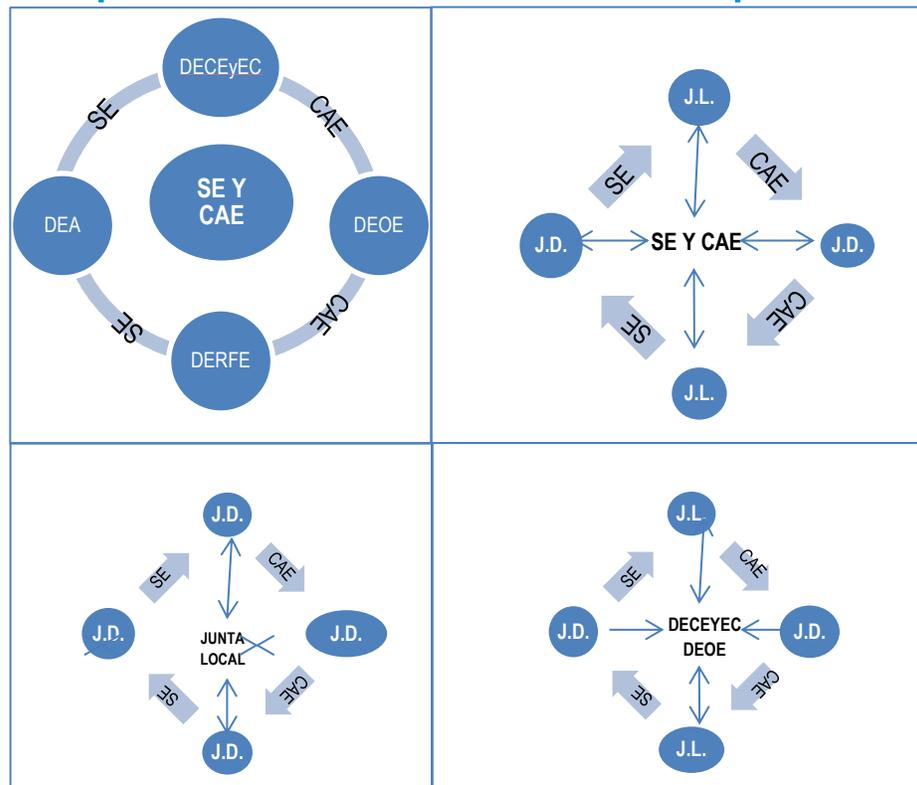 DECEyEC
SE
CAE
SE Y
CAE
DEA
DEOE
SE
CAE
DERFE
J.L.
SE
CAE
J.D.
SE Y CAE
J.D.
SE
CAE
J.L.
J.D.
SE
CAE
J.D.
JUNTA
LOCAL
J.D.
SE
CAE
J.D.
J.L.
SE
CAE
J.D.
DECEYEC
DEOE
J.D.
SE
CAE
J.L.